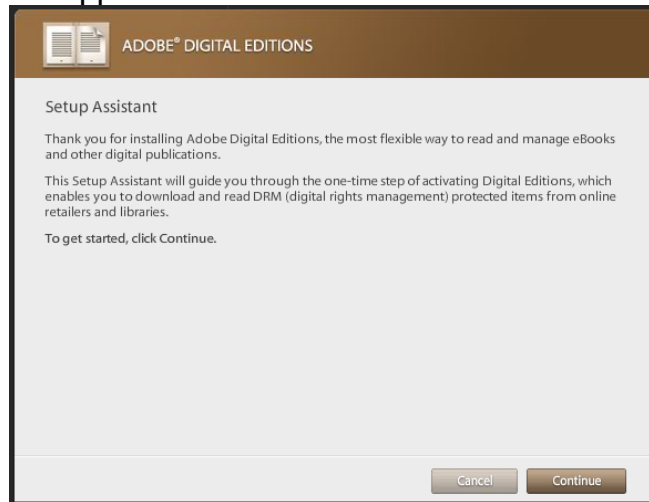 ADOBE® DIGITAL EDITIONS
Setup Assistant
Thank you for installing Adobe Digital Editions, the most flexible way to read and manage eBooks
and other digital publications.
This Setup Assistant will guide you through the one-time step of activating Digital Editions, which
enables you to download and read DRM (digital rights management) protected items from online
retailers and libraries.
To get started, click Continue.
Cancel Continue